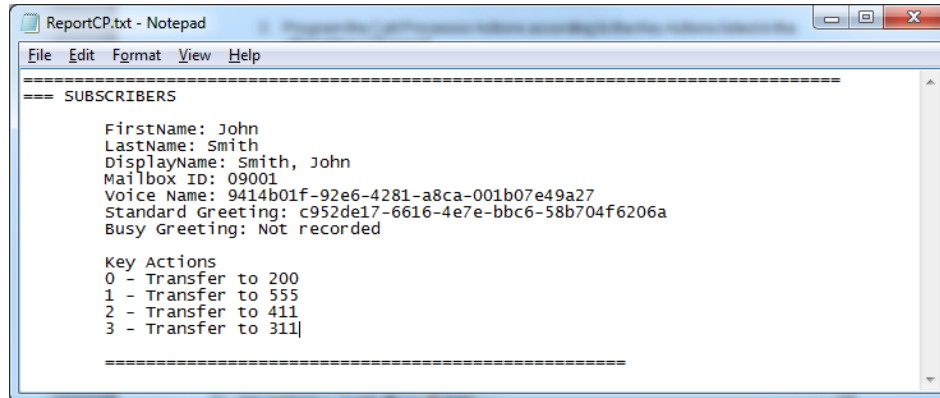 ReportCP.txt - Notepad
File Edit Format View Help
================================================================================
=== SUBSCRIBERS
FirstName: John
LastName: Smith
DisplayName: Smith, John
Mailbox ID: 09001
Voice Name: 9414b01f-92e6-4281-a8ca-001b07e49a27
Standard Greeting: c952de17-6616-4e7e-bbc6-58b704f6206a
Busy Greeting: Not recorded
Key Actions
0 - Transfer to 200
1 - Transfer to 555
2 - Transfer to 411
3 - Transfer to 311
===================================================